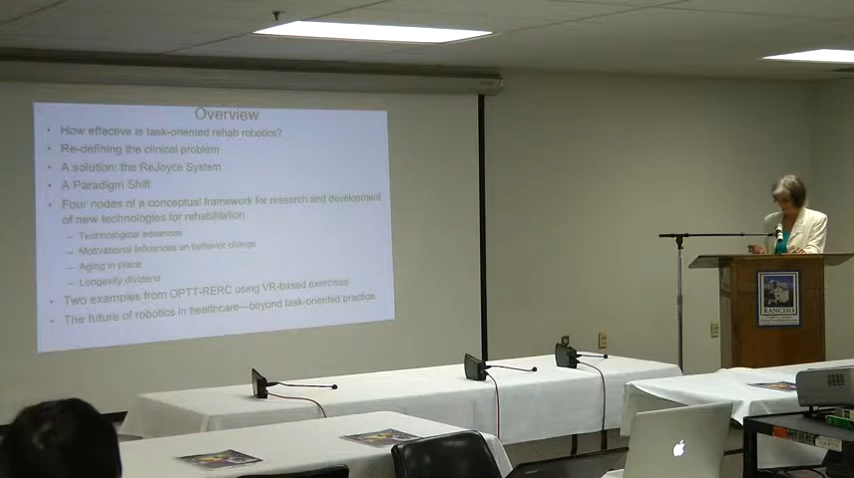 Overview
• How effective is task-oriented rehab robotics?
• Re-defining the clinical problem
• A solution: the ReJoyce System
• A Paradigm Shift
• Four nodes of a conceptual framework for research and development
of new technologies for rehabilitation
– Technological advances
– Motivational influences on behavior change
– Aging in place
– Longevity dividend
• Two examples from OPTT-RERC using VR-based exercises
• The future of robotics in healthcare—beyond task-oriented practice
RANCHO